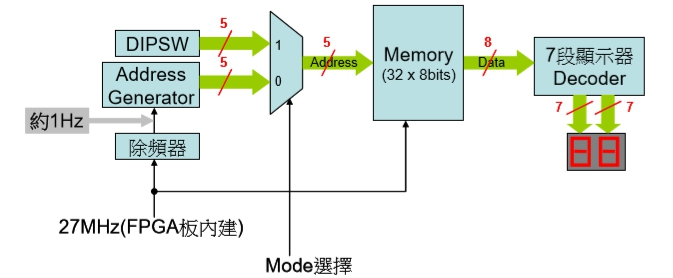 5
DIPSW
5
1
0
Address
Generator
5
Address
Memory
(32 x 8bits)
8
Data
7段顯示器
Decoder
7
7
88
約1Hz
除頻器
27MHz(FPGA板內建)
Mode選擇